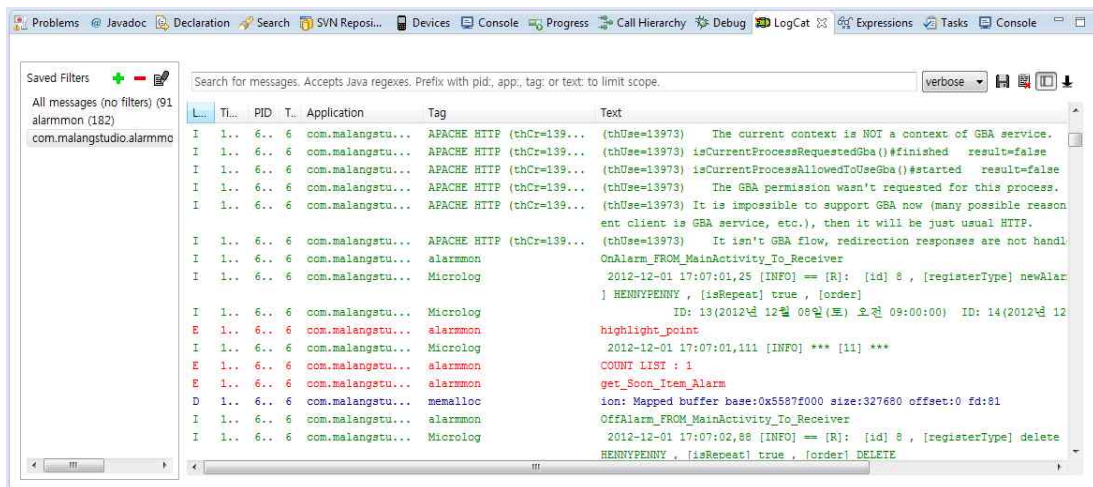 Problems @ Javadoc Declaration Search SVN Reposi... Devices Console Progress Call Hierarchy Debug LogCat Expressions Tasks Console
Saved Filters
All messages (no filters) (91
alarmmon (182)
com.malangstudio.alarmmo
Search for messages. Accepts Java regexes. Prefix with pid:, app:, tag: or text: to limit scope.
verbose
L... Ti... PID T.. Application Tag Text
I 1.. 6.. 6 com.malangstu... APACHE HTTP (thCr=139... (thUse=13973) The current context is NOT a context of GBA service.
I 1.. 6.. 6 com.malangstu... APACHE HTTP (thCr=139... (thUse=13973) isCurrentProcessRequestedGba()#finished result=false
I 1.. 6.. 6 com.malangstu... APACHE HTTP (thCr=139... (thUse=13973) isCurrentProcessAllowedToUseGba()#started result=false
I 1.. 6.. 6 com.malangstu... APACHE HTTP (thCr=139... (thUse=13973) The GBA permission wasn't requested for this process.
I 1.. 6.. 6 com.malangstu... APACHE HTTP (thCr=139... (thUse=13973) It is impossible to support GBA now (many possible reason
ent client is GBA service, etc.), then it will be just usual HTTP.
I 1.. 6.. 6 com.malangstu... APACHE HTTP (thCr=139... (thUse=13973) It isn't GBA flow, redirection responses are not handl
I 1.. 6.. 6 com.malangstu... alarmmon OnAlarm_FROM_MainActivity_To_Receiver
I 1.. 6.. 6 com.malangstu... Microlog 2012-12-01 17:07:01,25 [INFO] == [R]: [id] 8 , [registerType] newAlar
] HENNYPENNY , [isRepeat] true , [order]
I 1.. 6.. 6 com.malangstu... Microlog ID: 13(2012년 12월 08일(토) 오전 09:00:00) ID: 14(2012년 12
E 1.. 6.. 6 com.malangstu... alarmmon highlight_point
I 1.. 6.. 6 com.malangstu... Microlog 2012-12-01 17:07:01,111 [INFO] *** [11] ***
E 1.. 6.. 6 com.malangstu... alarmmon COUNT LIST : 1
E 1.. 6.. 6 com.malangstu... alarmmon get_Soon_Item_Alarm
D 1.. 6.. 6 com.malangstu... memalloc ion: Mapped buffer base:0x5587f000 size:327680 offset:0 fd:81
I 1.. 6.. 6 com.malangstu... alarmmon OffAlarm_FROM_MainActivity_To_Receiver
I 1.. 6.. 6 com.malangstu... Microlog 2012-12-01 17:07:02,88 [INFO] == [R]: [id] 8 , [registerType] delete
HENNYPENNY , [isRepeat] true , [order] DELETE